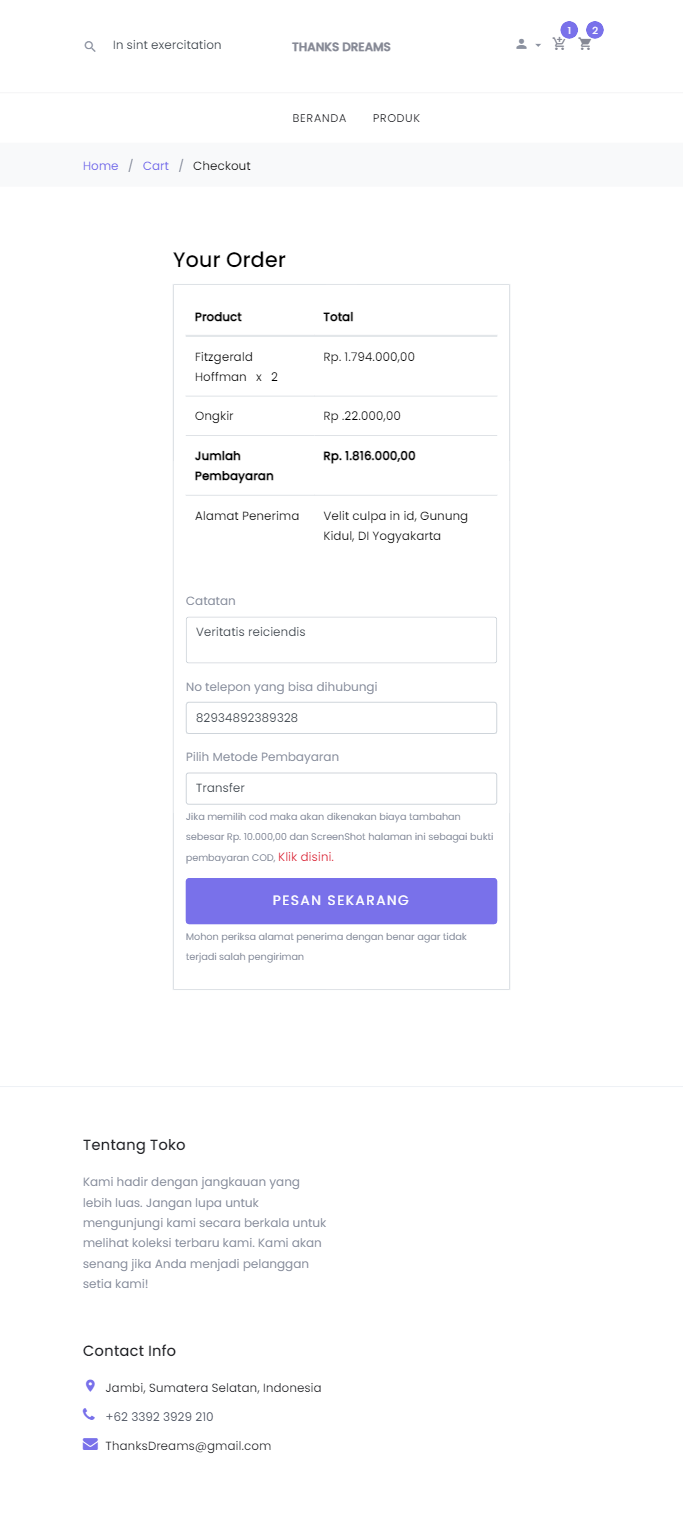 In sint exercitation
THANKS DREAMS
1
2
BERANDA PRODUK
Home / Cart / Checkout
Your Order
Product Total
Fitzgerald Rp. 1.794.000,00
Hoffman x 2
Ongkir Rp .22.000,00
Jumlah Rp. 1.816.000,00
Pembayaran
Alamat Penerima Velit culpa in id, Gunung
Kidul, DI Yogyakarta
Catatan
Veritatis reiciendis
No telepon yang bisa dihubungi
82934892389328
Pilih Metode Pembayaran
Transfer
Jika memilih cod maka akan dikenakan biaya tambahan
sebesar Rp. 10.000,00 dan ScreenShot halaman ini sebagai bukti
pembayaran COD, Klik disini.
PESAN SEKARANG
Mohon periksa alamat penerima dengan benar agar tidak
terjadi salah pengiriman
Tentang Toko
Kami hadir dengan jangkauan yang
lebih luas. Jangan lupa untuk
mengunjungi kami secara berkala untuk
melihat koleksi terbaru kami. Kami akan
senang jika Anda menjadi pelanggan
setia kami!
Contact Info
Jambi, Sumatera Selatan, Indonesia
+62 3392 3929 210
ThanksDreams@gmail.com